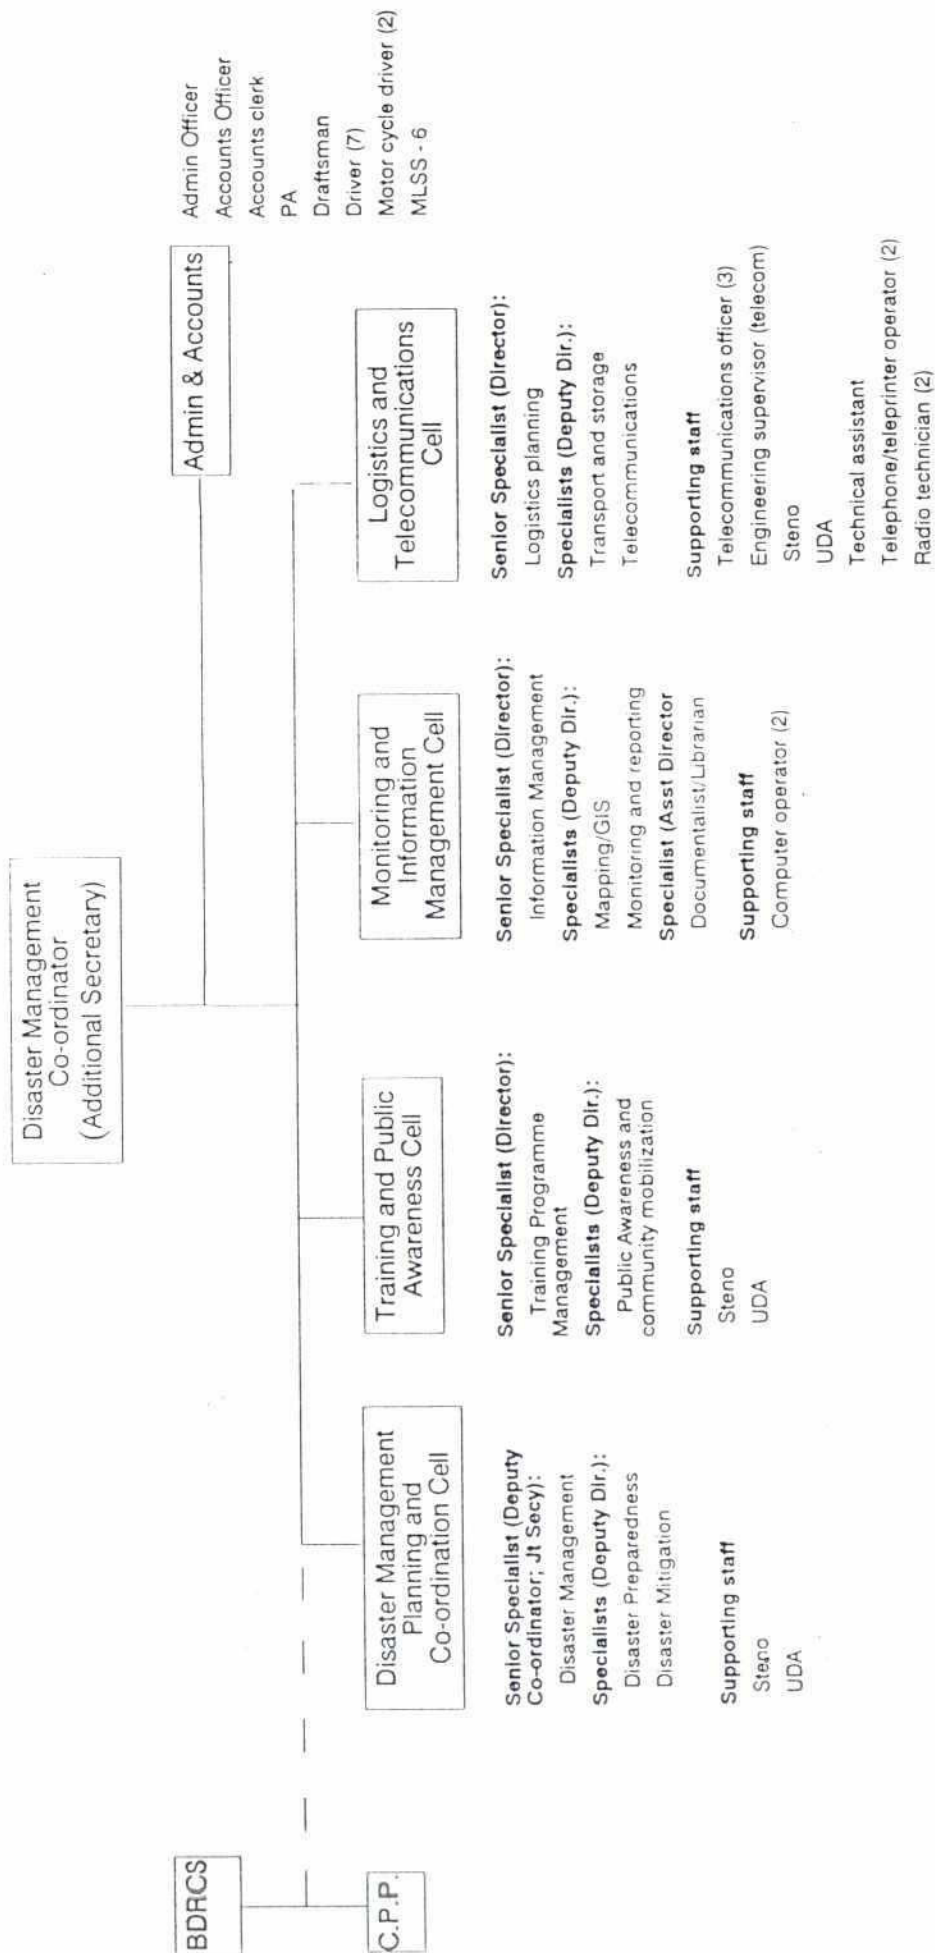 Disaster Management
Co-ordinator
(Additional Secretary)
BDRCS
C.P.P.
Admin & Accounts
Admin Officer
Accounts Officer
Accounts clerk
PA
Draftsman
Driver (7)
Motor cycle driver (2)
MLSS - 6
Disaster Management
Planning and
Co-ordination Cell
Senior Specialist (Deputy
Co-ordinator; Jt Secy):
Disaster Management
Specialists (Deputy Dir.):
Disaster Preparedness
Disaster Mitigation
Supporting staff
Steno
UDA
Training and Public
Awareness Cell
Senior Specialist (Director):
Training Programme
Management
Specialists (Deputy Dir.):
Public Awareness and
community mobilization
Supporting staff
Steno
UDA
Monitoring and
Information
Management Cell
Senior Specialist (Director):
Information Management
Specialists (Deputy Dir.):
Mapping/GIS
Monitoring and reporting
Specialist (Asst Director
Documentalist/Librarian
Supporting staff
Computer operator (2)
Logistics and
Telecommunications
Cell
Senior Specialist (Director):
Logistics planning
Specialists (Deputy Dir.):
Transport and storage
Telecommunications
Supporting staff
Telecommunications officer (3)
Engineering supervisor (telecom)
Steno
UDA
Technical assistant
Telephone/teleprinter operator (2)
Radio technician (2)